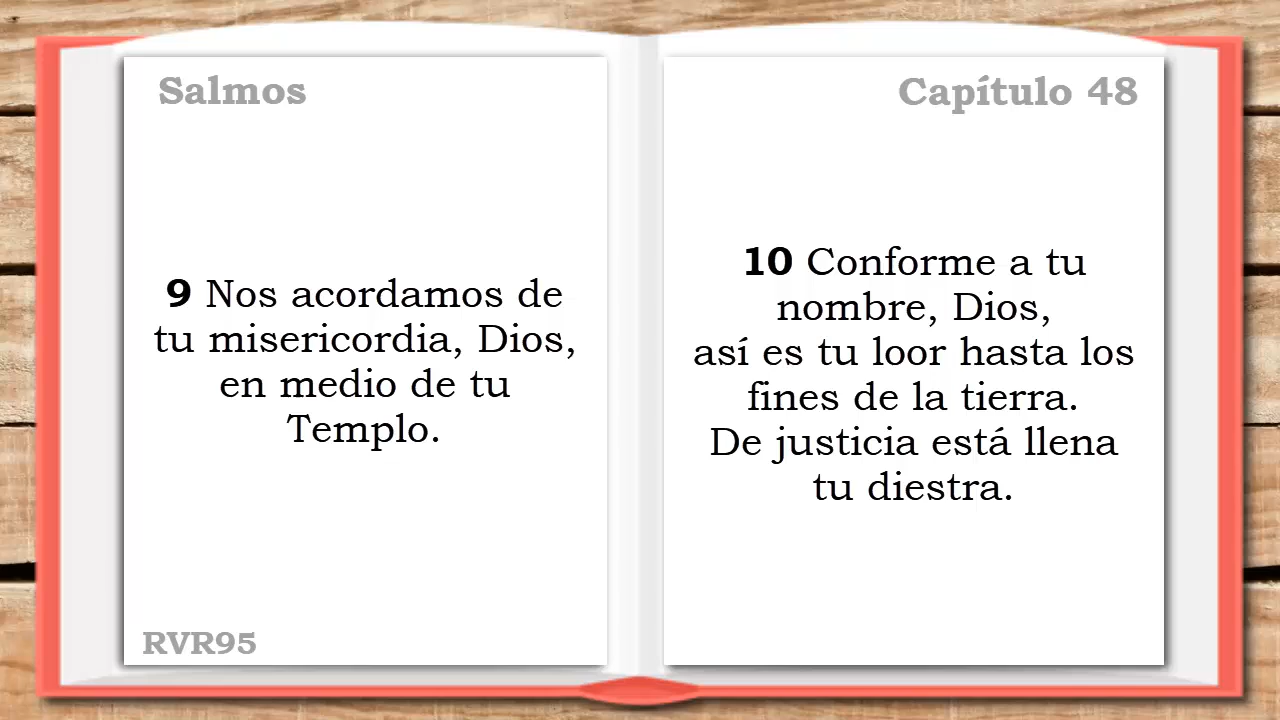 Salmos
9 Nos acordamos de
tu misericordia, Dios,
en medio de tu
Templo.
RVR95
Capítulo 48
10 Conforme a tu
nombre, Dios,
así es tu loor hasta los
fines de la tierra.
De justicia está llena
tu diestra.